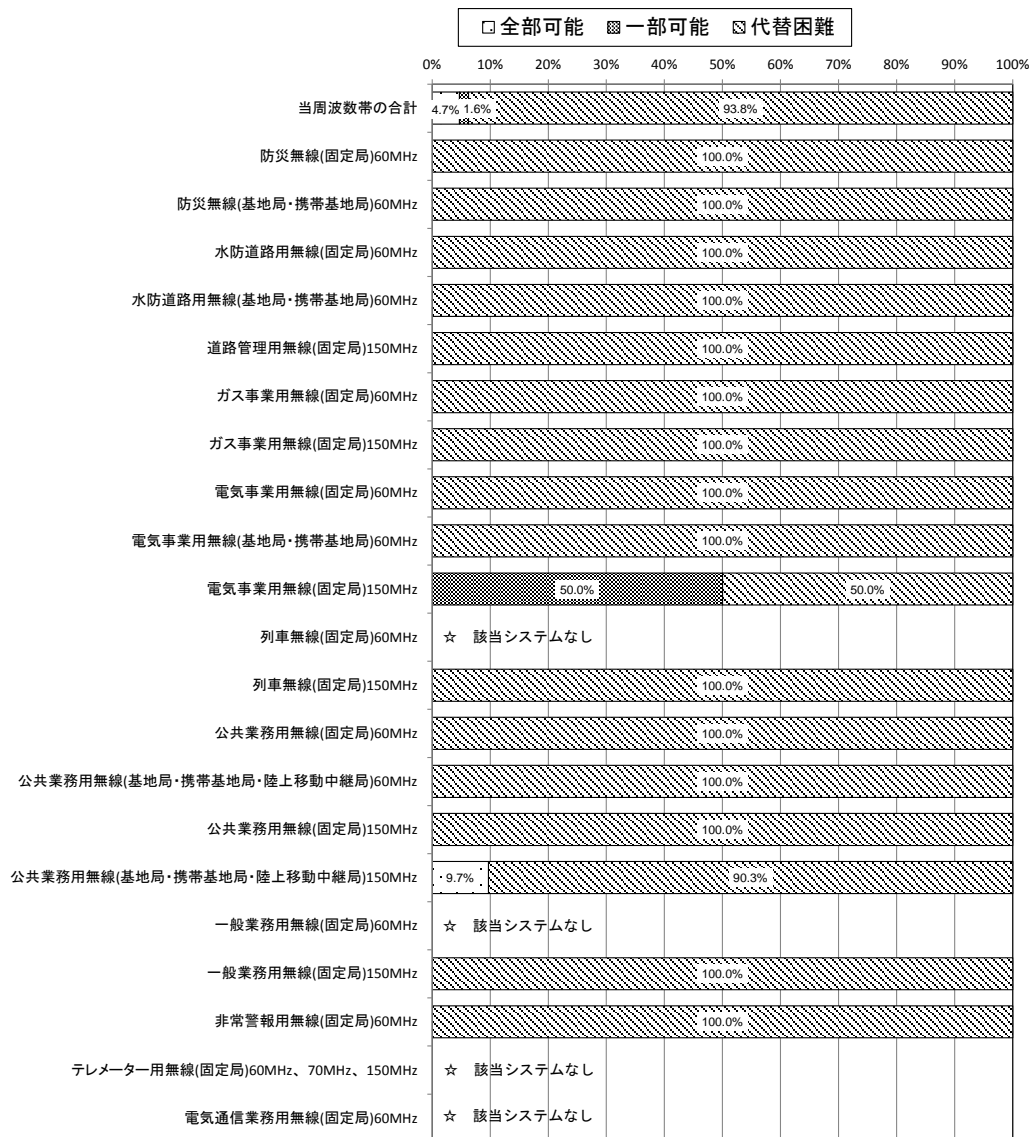 全部可能 一部可能 代替困難
0% 10% 20% 30% 40% 50% 60% 70% 80% 90% 100%
当周波数帯の合計 4.7% 1.6% 93.8%
防災無線(固定局)60MHz 100.0%
防災無線(基地局・携帯基地局)60MHz 100.0%
水防道路用無線(固定局)60MHz 100.0%
水防道路用無線(基地局・携帯基地局)60MHz 100.0%
道路管理用無線(固定局)150MHz 100.0%
ガス事業用無線(固定局)60MHz 100.0%
ガス事業用無線(固定局)150MHz 100.0%
電気事業用無線(固定局)60MHz 100.0%
電気事業用無線(基地局・携帯基地局)60MHz 100.0%
電気事業用無線(固定局)150MHz 50.0% 50.0%
列車無線(固定局)60MHz ☆ 該当システムなし
列車無線(固定局)150MHz 100.0%
公共業務用無線(固定局)60MHz 100.0%
公共業務用無線(基地局・携帯基地局・陸上移動中継局)60MHz 100.0%
公共業務用無線(固定局)150MHz 100.0%
公共業務用無線(基地局・携帯基地局・陸上移動中継局)150MHz 9.7% 90.3%
一般業務用無線(固定局)60MHz ☆ 該当システムなし
一般業務用無線(固定局)150MHz 100.0%
非常警報用無線(固定局)60MHz 100.0%
テレメーター用無線(固定局)60MHz、70MHz、150MHz ☆ 該当システムなし
電気通信業務用無線(固定局)60MHz ☆ 該当システムなし